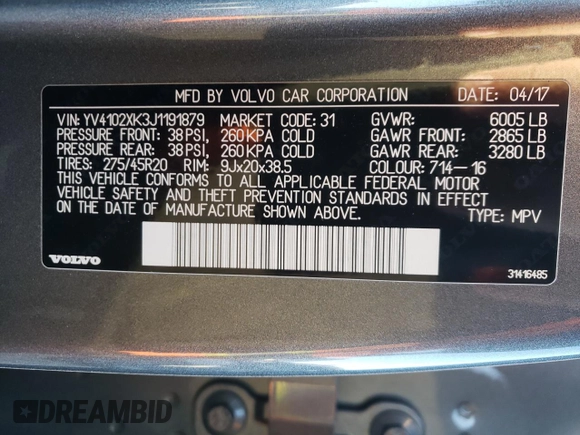 MFD BY VOLVO CAR CORPORATION 04/17
VIN: YV4102XK3J1191879 MARKET CODE: 31 GVWR: 6005 LB
PRESSURE FRONT: 38 PSI, 260 KPA COLD GAWR FRONT: 2865 LB
PRESSURE REAR: 38 PSI, 260 KPA COLD GAWR REAR: 3280 LB
TIRES: 275/45R20 RIM: 9Jx20x38.5 COLOUR: 714-16
THIS VEHICLE CONFORMS TO ALL APPLICABLE FEDERAL MOTOR
VEHICLE SAFETY AND THEFT PREVENTION STANDARDS IN EFFECT
ON THE DATE OF MANUFACTURE SHOWN ABOVE. TYPE: MPV
VOLVO 31416485
DREAMBID